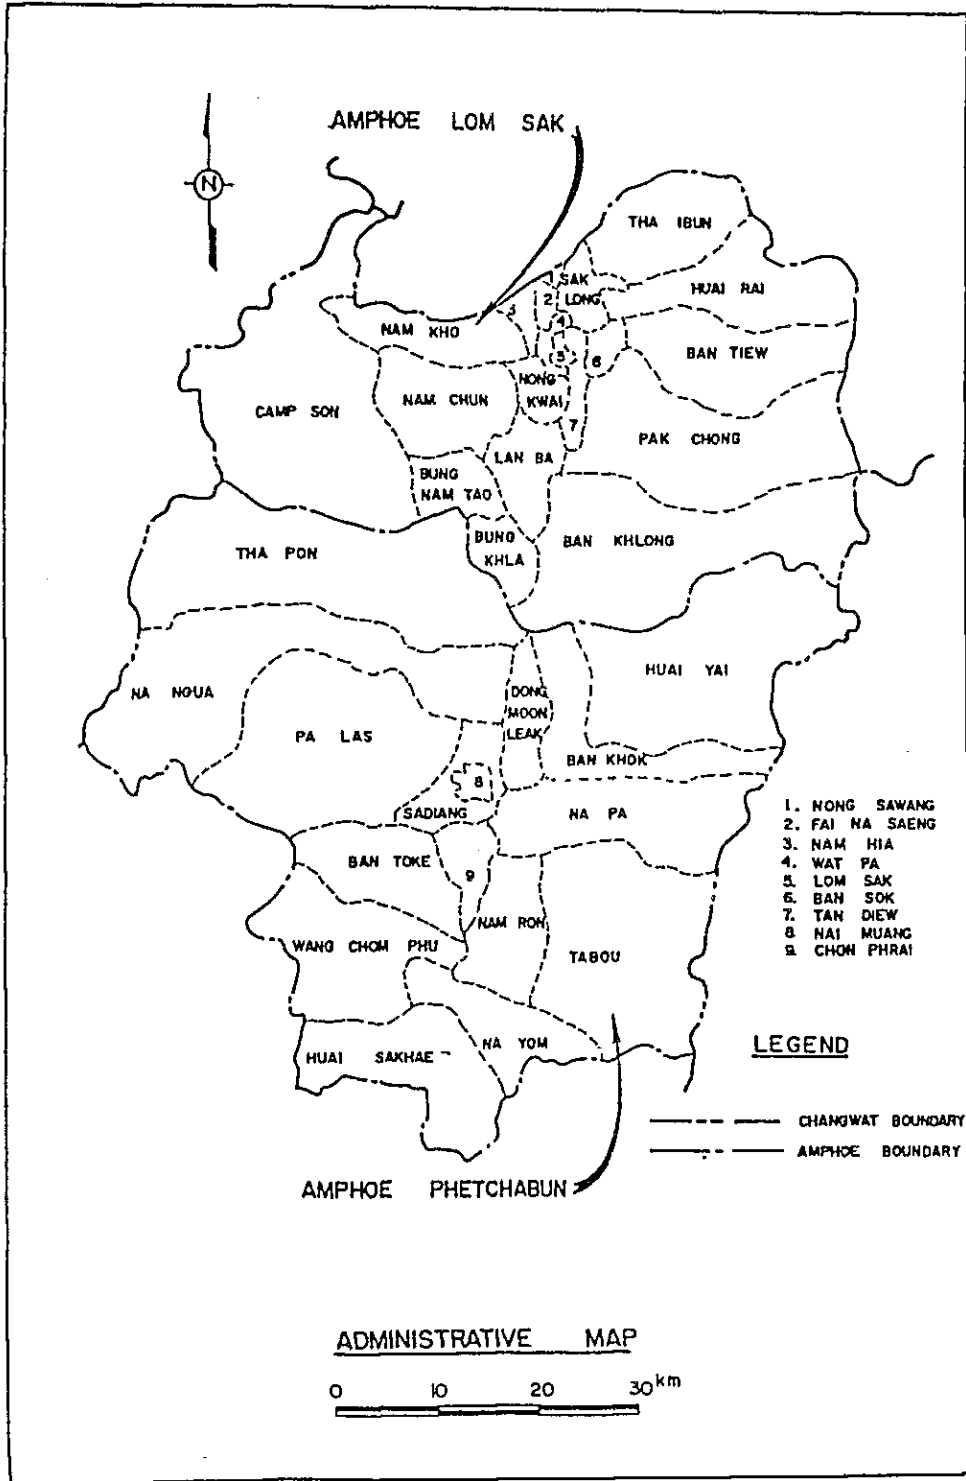 AMPHOE LOM SAK
N
THA IBUN
SAK
LONG
HUAI RAI
2
3
4
NAM KHO
5
6
BAN TIEW
NONG
KWAI
NAM CHUN
CAMP SON
7
PAK CHONG
LAN BA
BUNG
NAM TAO
BUNG
KHLA
BAN KHLONG
THA PON
HUAI YAI
NA NGUA
DONG
MOON
LEAK
PA LAS
BAN KHOK
8
SADIANG
NA PA
BAN TOKE
9
NAM RON
WANG CHOM PHU
TABOU
NA YOM
HUAI SAKHAE
1. NONG SAWANG
2. FAI NA SAENG
3. NAM HIA
4. WAT PA
5. LOM SAK
6. BAN SOK
7. TAN DIEW
8 NAI MUANG
9. CHON PHRAI
LEGEND
CHANGWAT BOUNDARY
AMPHOE BOUNDARY
AMPHOE PHETCHABUN
ADMINISTRATIVE MAP
0 10 20 30 km